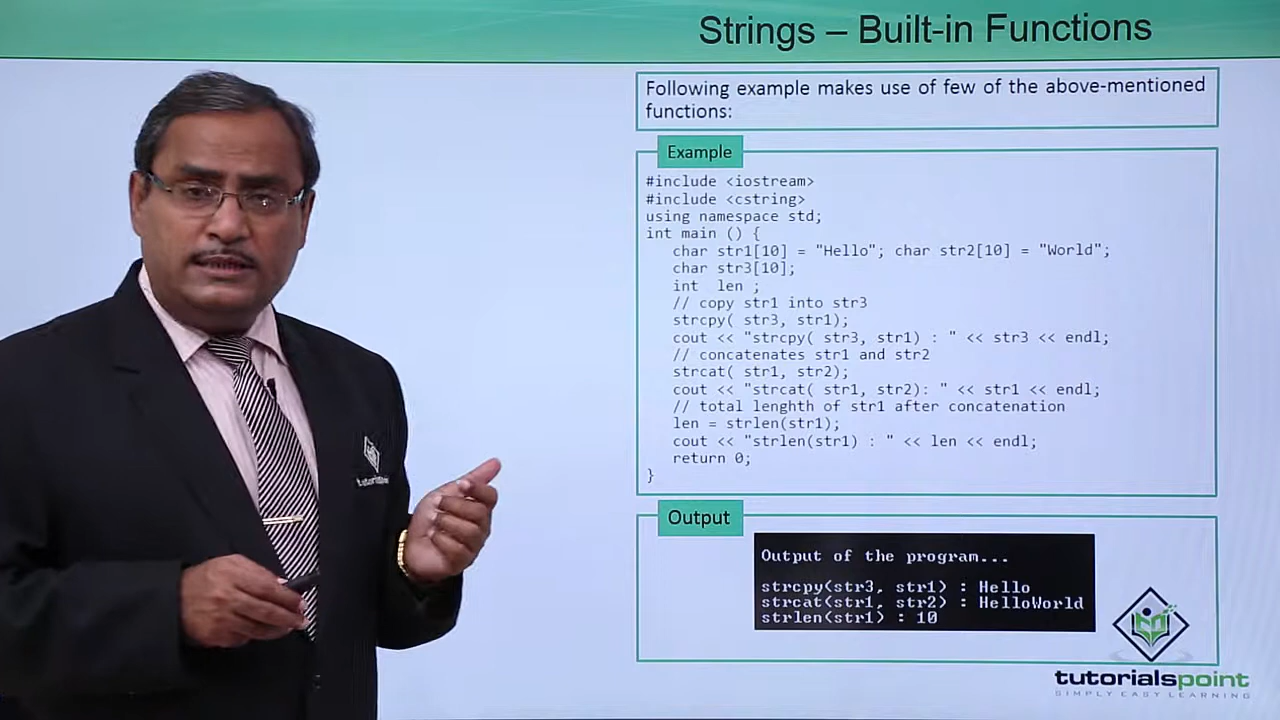 Strings – Built-in Functions
Following example makes use of few of the above-mentioned
functions:
Example
#include <iostream>
#include <cstring>
using namespace std;
int main () {
   char str1[10] = "Hello"; char str2[10] = "World";
   char str3[10];
   int  len ;
   // copy str1 into str3
   strcpy( str3, str1);
   cout << "strcpy( str3, str1) : " << str3 << endl;
   // concatenates str1 and str2
   strcat( str1, str2);
   cout << "strcat( str1, str2): " << str1 << endl;
   // total lenghth of str1 after concatenation
   len = strlen(str1);
   cout << "strlen(str1) : " << len << endl;
   return 0;
}
Output
Output of the program...
strcpy(str3, str1) : Hello
strcat(str1, str2) : HelloWorld
strlen(str1) : 10
tutorialspoint
SIMPLY EASY LEARNING